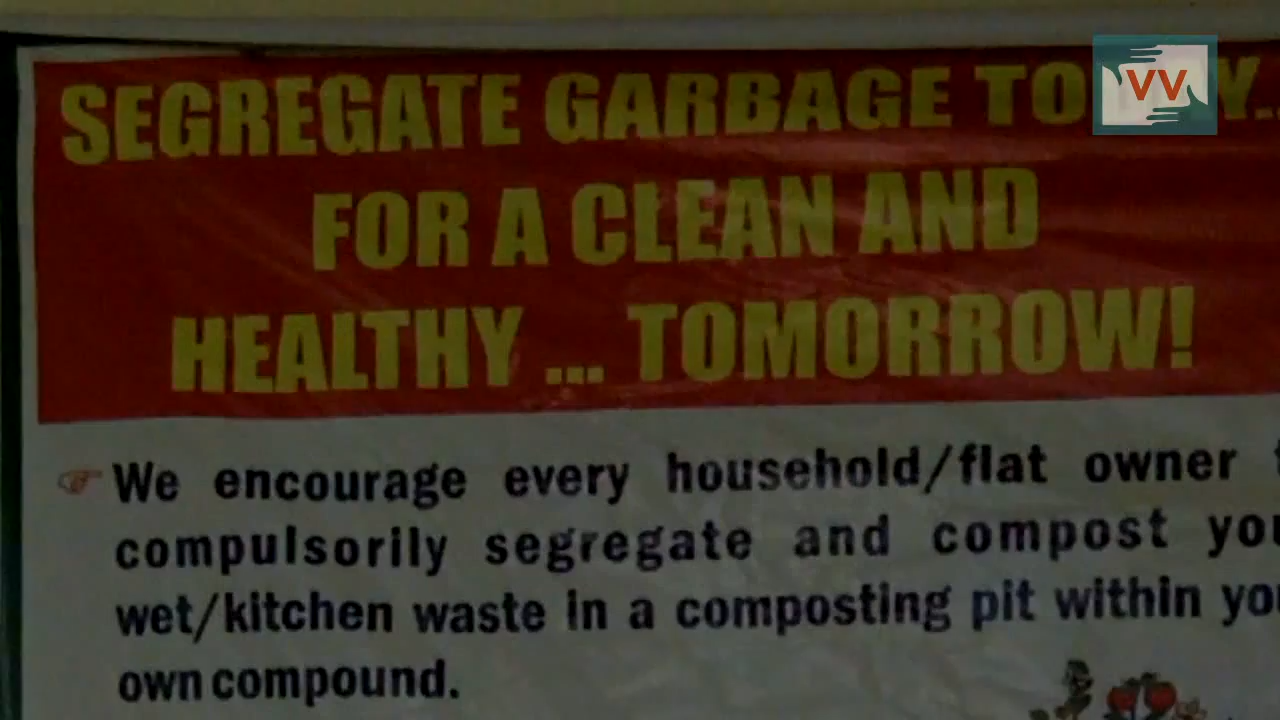 SEGREGATE GARBAGE
FOR A CLEAN AND
HEALTHY ... TOMORROW!
We encourage every household/flat owner
compulsorily segregate and compost
wet/kitchen waste in a composting pit within
own compound.
VV